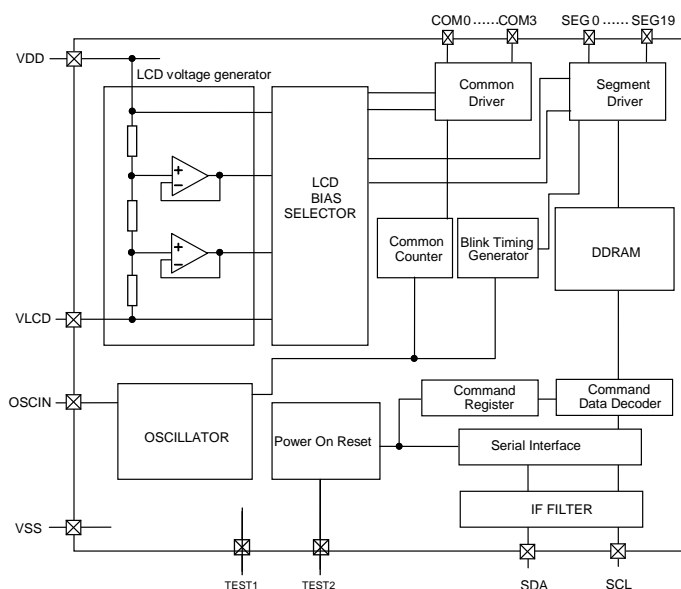 COM0 ...... COM3
SEG0 ...... SEG19
VDD
LCD voltage generator
Common
Driver
Segment
Driver
+
−
LCD
BIAS
SELECTOR
+
−
Common
Counter
Blink Timing
Generator
DDRAM
VLCD
OSCIN
OSCILLATOR
Power On Reset
Command
Register
Command
Data Decoder
Serial Interface
IF FILTER
VSS
TEST1
TEST2
SDA
SCL